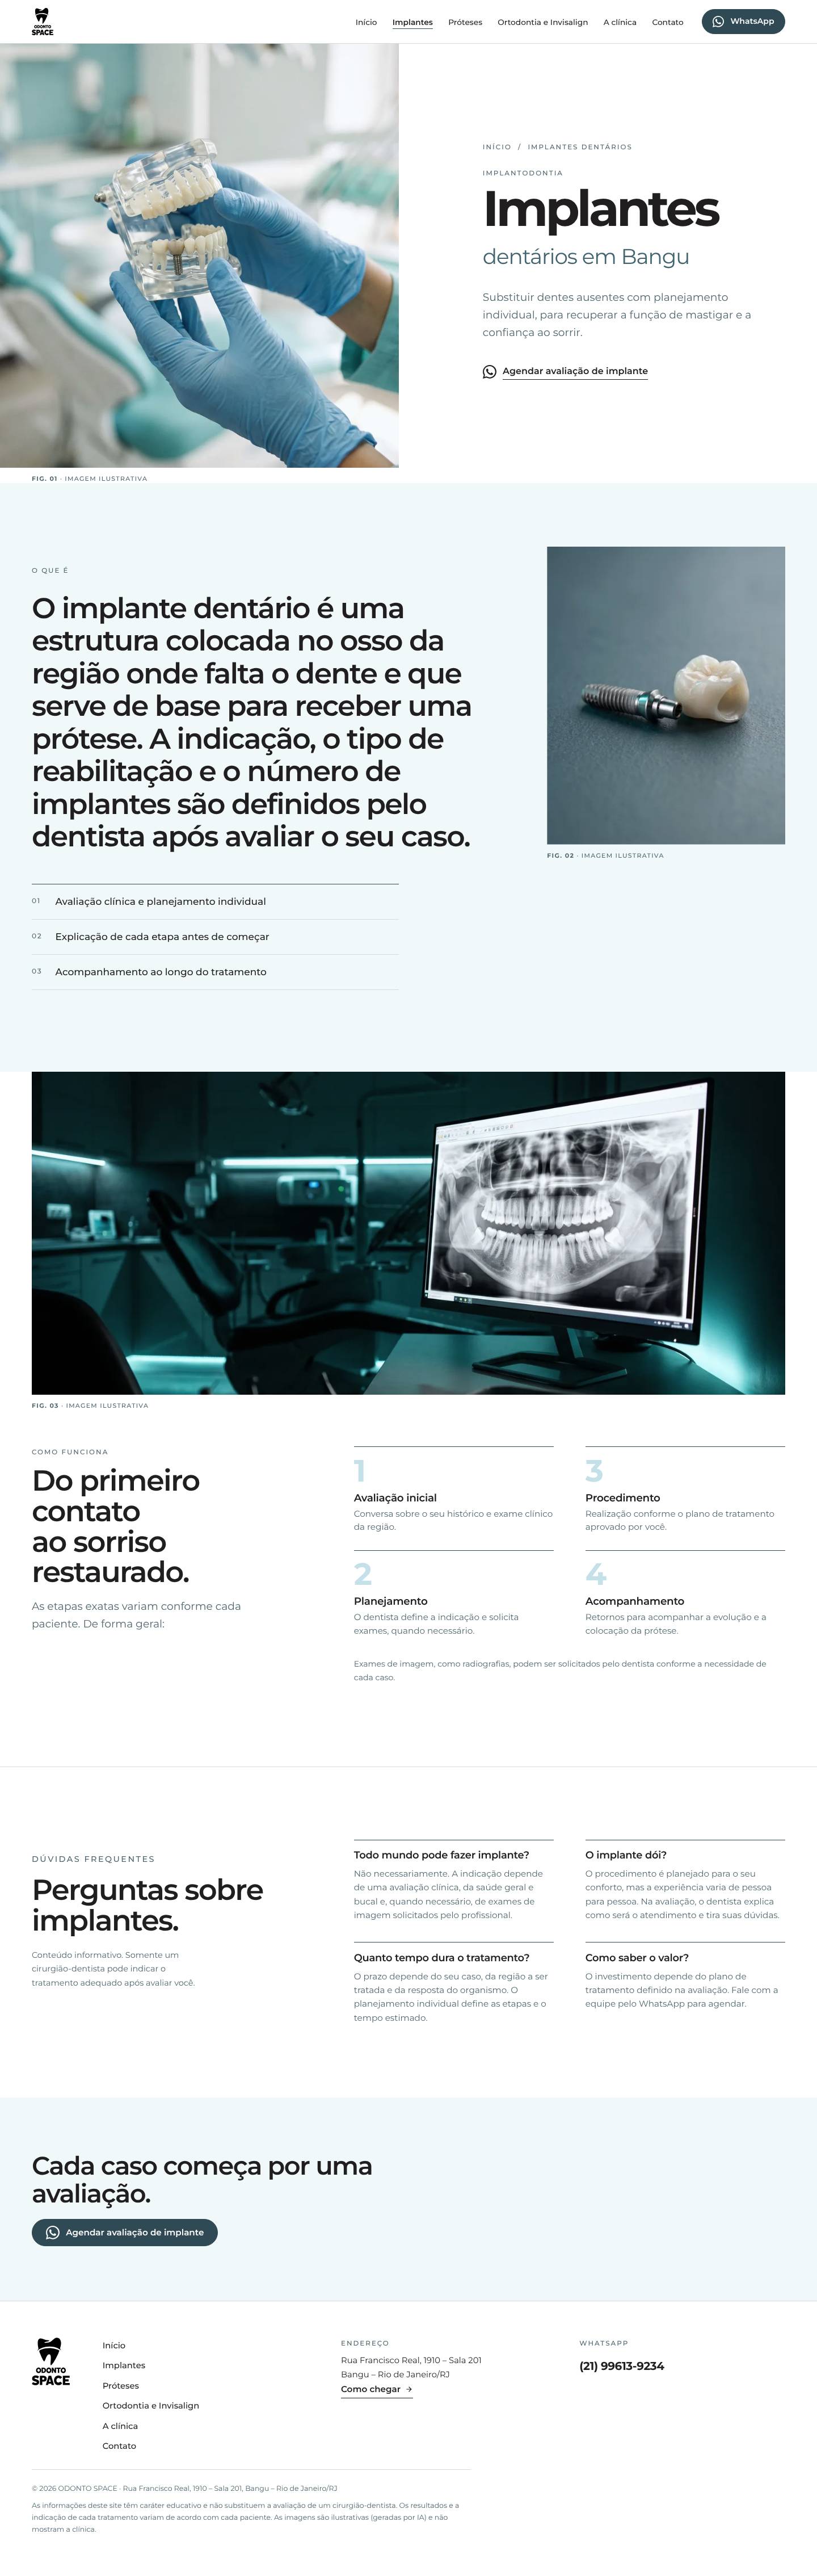 ODONTO
SPACE
Início
Implantes
Próteses
Ortodontia e Invisalign
A clínica
Contato
WhatsApp
INÍCIO / IMPLANTES DENTÁRIOS
IMPLANTODONTIA
Implantes
dentários em Bangu
Substituir dentes ausentes com planejamento
individual, para recuperar a função de mastigar e a
confiança ao sorrir.
Agendar avaliação de implante
FIG. 01 · IMAGEM ILUSTRATIVA
O QUE É
O implante dentário é uma
estrutura colocada no osso da
região onde falta o dente e que
serve de base para receber uma
prótese. A indicação, o tipo de
reabilitação e o número de
implantes são definidos pelo
dentista após avaliar o seu caso.
FIG. 02 · IMAGEM ILUSTRATIVA
01 Avaliação clínica e planejamento individual
02 Explicação de cada etapa antes de começar
03 Acompanhamento ao longo do tratamento
FIG. 03 · IMAGEM ILUSTRATIVA
COMO FUNCIONA
Do primeiro
contato
ao sorriso
restaurado.
As etapas exatas variam conforme cada
paciente. De forma geral:
1
Avaliação inicial
Conversa sobre o seu histórico e exame clínico
da região.
2
Planejamento
O dentista define a indicação e solicita
exames, quando necessário.
3
Procedimento
Realização conforme o plano de tratamento
aprovado por você.
4
Acompanhamento
Retornos para acompanhar a evolução e a
colocação da prótese.
Exames de imagem, como radiografias, podem ser solicitados pelo dentista conforme a necessidade de
cada caso.
DÚVIDAS FREQUENTES
Perguntas sobre
implantes.
Conteúdo informativo. Somente um
cirurgião-dentista pode indicar o
tratamento adequado após avaliar você.
Todo mundo pode fazer implante?
Não necessariamente. A indicação depende
de uma avaliação clínica, da saúde geral e
bucal e, quando necessário, de exames de
imagem solicitados pelo profissional.
O implante dói?
O procedimento é planejado para o seu
conforto, mas a experiência varia de pessoa
para pessoa. Na avaliação, o dentista explica
como será o atendimento e tira suas dúvidas.
Quanto tempo dura o tratamento?
O prazo depende do seu caso, da região a ser
tratada e da resposta do organismo. O
planejamento individual define as etapas e o
tempo estimado.
Como saber o valor?
O investimento depende do plano de
tratamento definido na avaliação. Fale com a
equipe pelo WhatsApp para agendar.
Cada caso começa por uma
avaliação.
Agendar avaliação de implante
ODONTO
SPACE
Início
Implantes
Próteses
Ortodontia e Invisalign
A clínica
Contato
ENDEREÇO
Rua Francisco Real, 1910 – Sala 201
Bangu – Rio de Janeiro/RJ
Como chegar →
WHATSAPP
(21) 99613-9234
© 2026 ODONTO SPACE · Rua Francisco Real, 1910 – Sala 201, Bangu – Rio de Janeiro/RJ
As informações deste site têm caráter educativo e não substituem a avaliação de um cirurgião-dentista. Os resultados e a
indicação de cada tratamento variam de acordo com cada paciente. As imagens são ilustrativas (geradas por IA) e não
mostram a clínica.